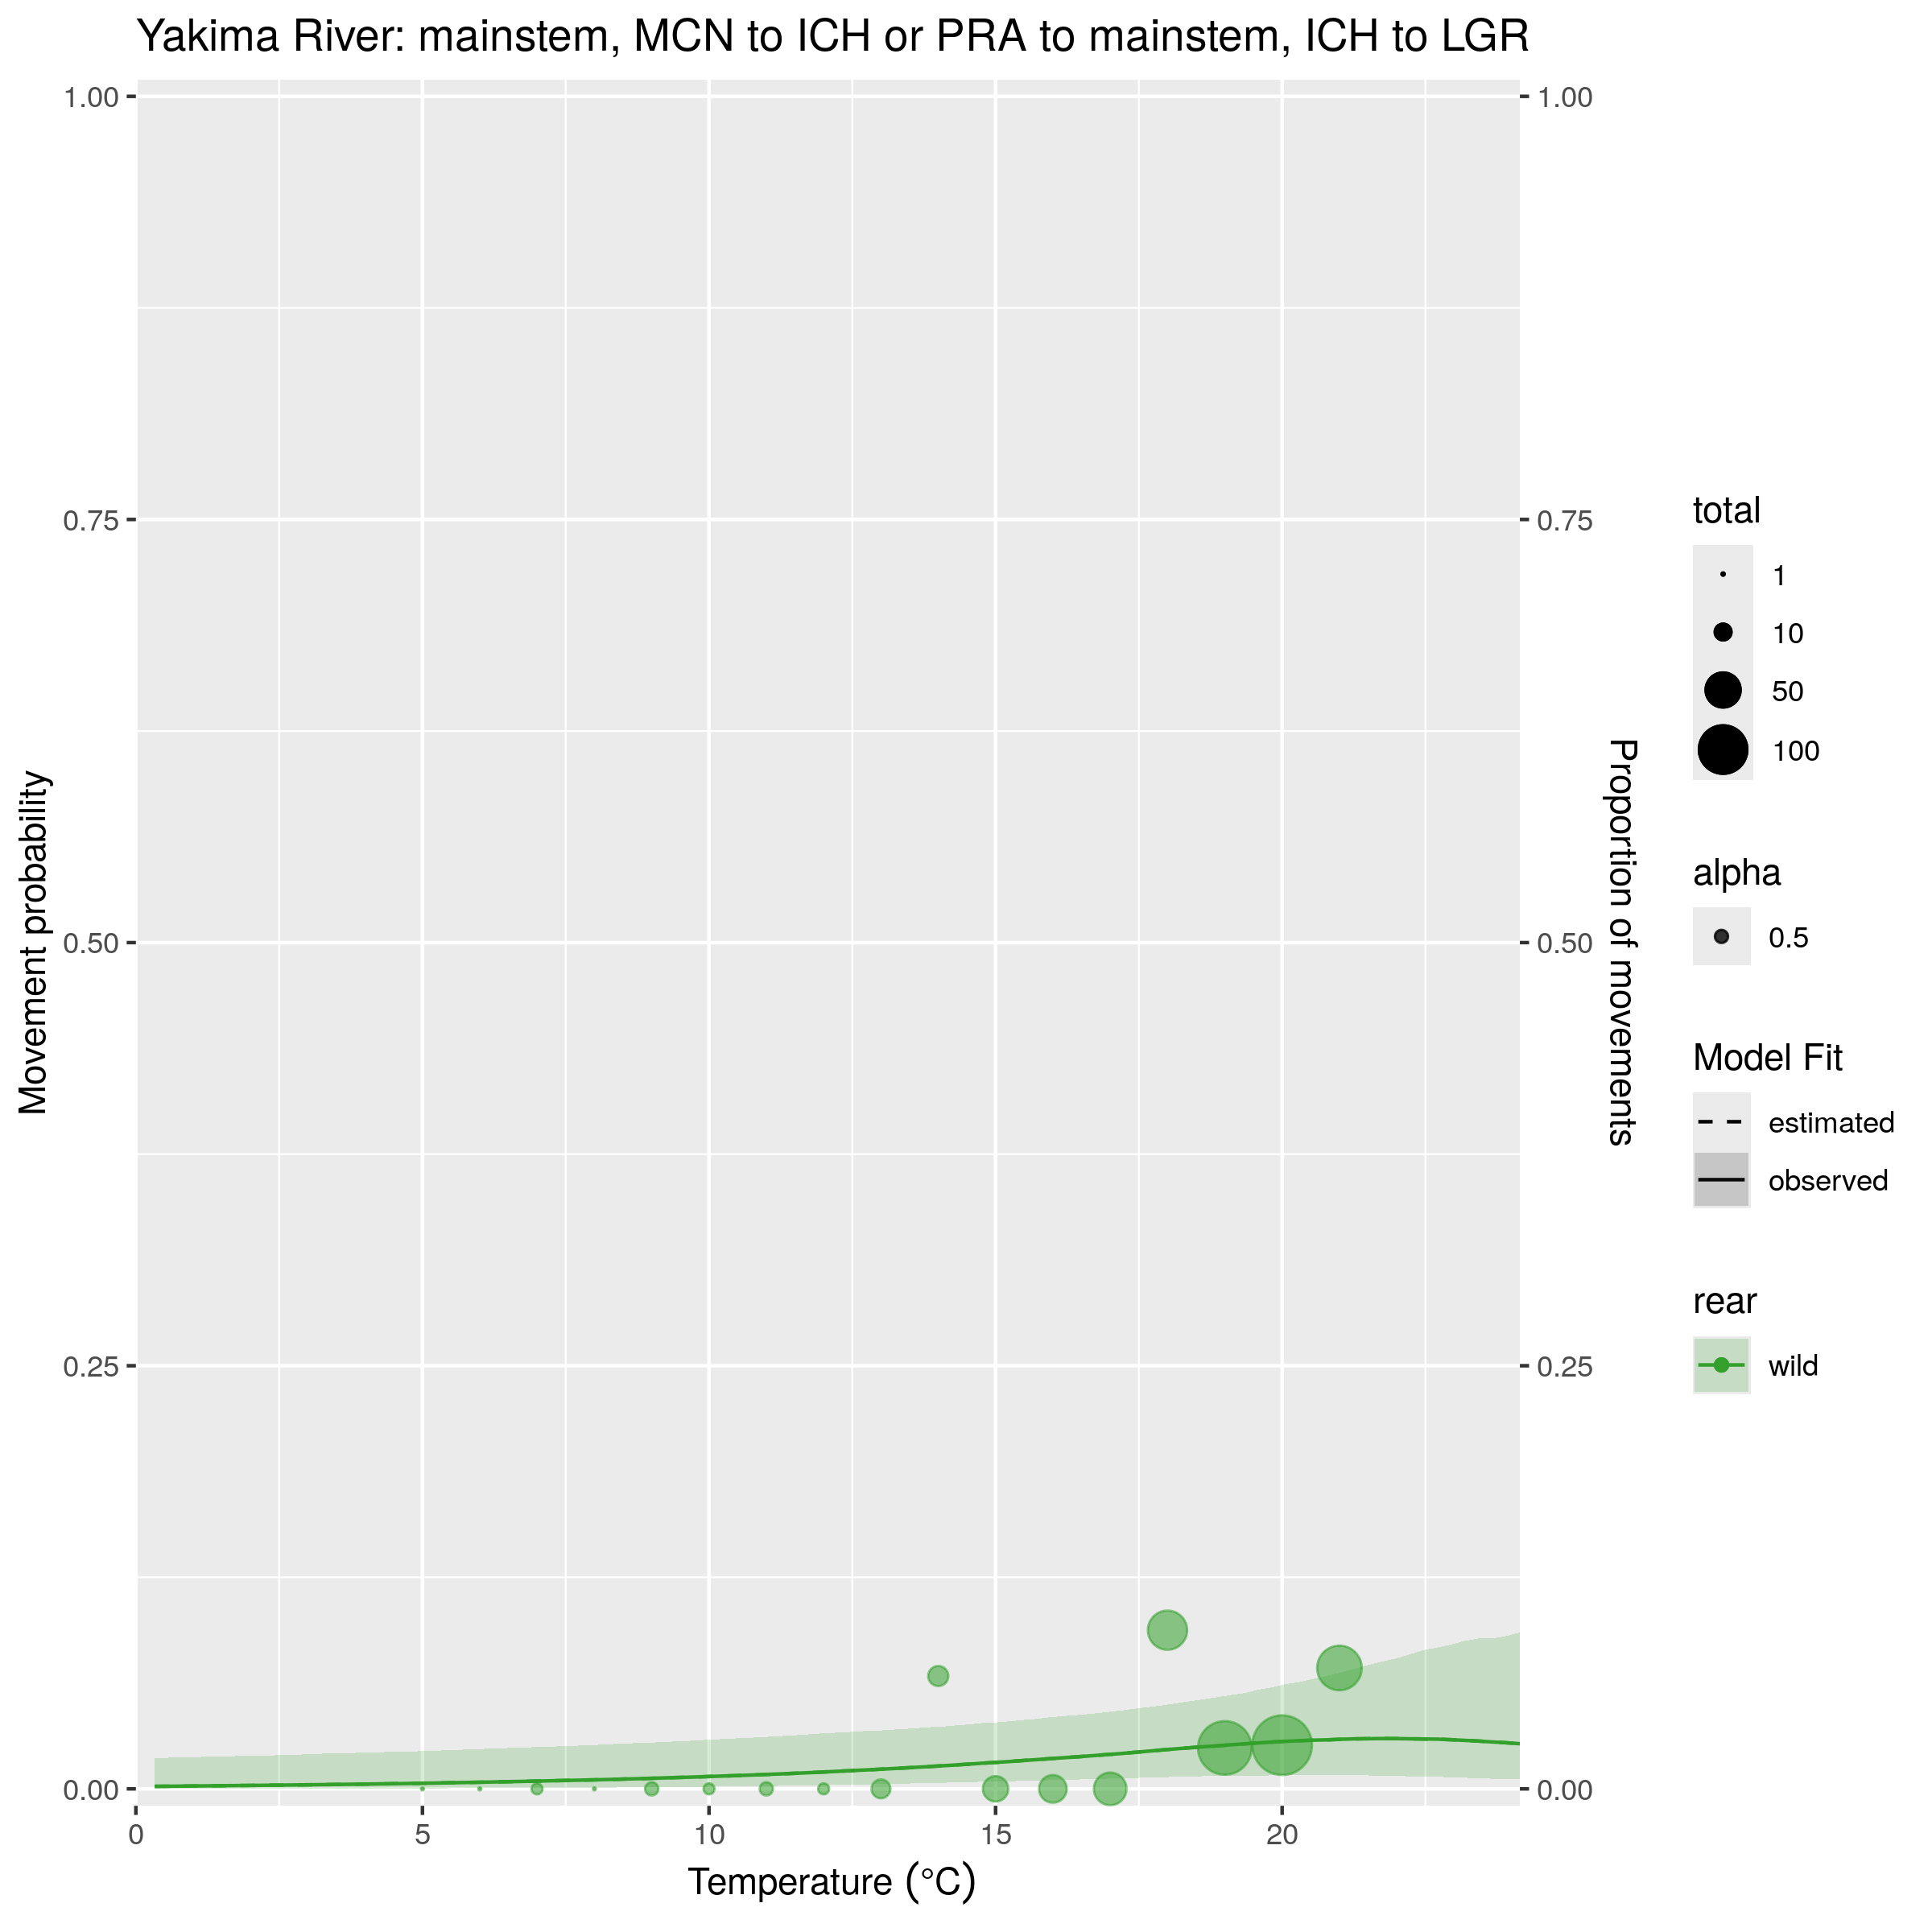 Yakima River: mainstem, MCN to ICH or PRA to mainstem, ICH to LGR
1.00
0.75
0.50
0.25
0.00
Movement probability
1.00
0.75
0.50
0.25
0.00
Proportion of movements
0
5
10
15
20
Temperature (°C)
total
1
10
50
100
alpha
0.5
Model Fit
estimated
observed
rear
wild